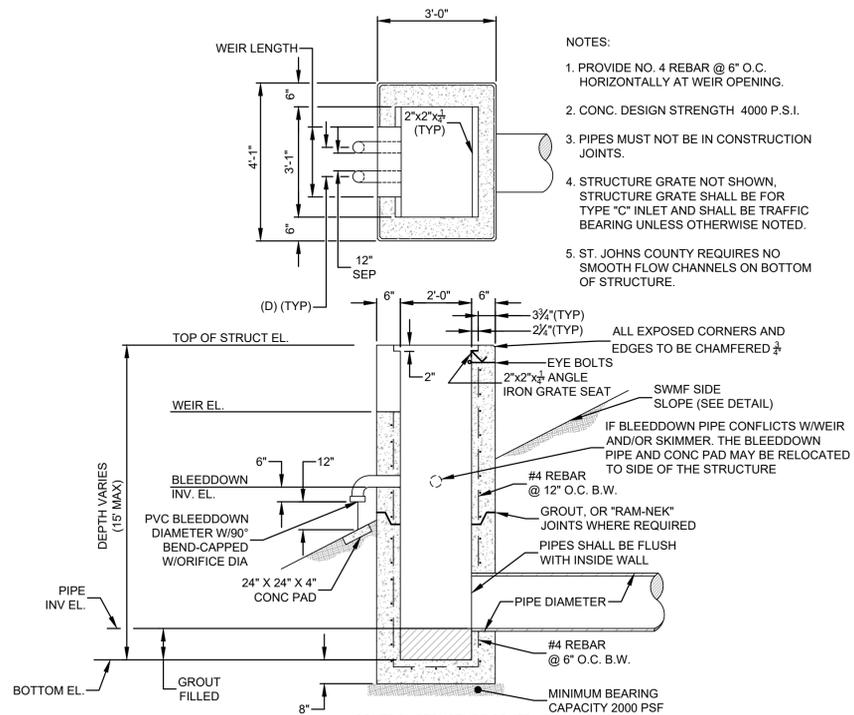 3'-0"
WEIR LENGTH
6"
2"x2"x1/4"
(TYP)
4'-1"
3'-1"
6"
12"
SEP
(D) (TYP)
NOTES:
1. PROVIDE NO. 4 REBAR @ 6" O.C.
HORIZONTALLY AT WEIR OPENING.
2. CONC. DESIGN STRENGTH 4000 P.S.I.
3. PIPES MUST NOT BE IN CONSTRUCTION
JOINTS.
4. STRUCTURE GRATE NOT SHOWN,
STRUCTURE GRATE SHALL BE FOR
TYPE "C" INLET AND SHALL BE TRAFFIC
BEARING UNLESS OTHERWISE NOTED.
5. ST. JOHNS COUNTY REQUIRES NO
SMOOTH FLOW CHANNELS ON BOTTOM
OF STRUCTURE.
6"
2'-0"
6"
3 3/4"(TYP)
2 1/4"(TYP)
TOP OF STRUCT EL.
ALL EXPOSED CORNERS AND
EDGES TO BE CHAMFERED 3/4"
EYE BOLTS
2"
2"x2"x1/4" ANGLE
IRON GRATE SEAT
SWMF SIDE
SLOPE (SEE DETAIL)
WEIR EL.
IF BLEEDDOWN PIPE CONFLICTS W/WEIR
AND/OR SKIMMER. THE BLEEDDOWN
PIPE AND CONC PAD MAY BE RELOCATED
TO SIDE OF THE STRUCTURE
6"
12"
BLEEDDOWN
INV. EL.
#4 REBAR
@ 12" O.C. B.W.
DEPTH VARIES
(15' MAX)
PVC BLEEDDOWN
DIAMETER W/90°
BEND-CAPPED
W/ORIFICE DIA
GROUT, OR "RAM-NEK"
JOINTS WHERE REQUIRED
PIPES SHALL BE FLUSH
WITH INSIDE WALL
24" X 24" X 4"
CONC PAD
PIPE
INV EL.
PIPE DIAMETER
#4 REBAR
@ 6" O.C. B.W.
BOTTOM EL.
GROUT
FILLED
8"
MINIMUM BEARING
CAPACITY 2000 PSF